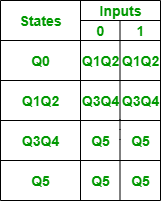 States Inputs
0 1
Q0 Q1Q2 Q1Q2
Q1Q2 Q3Q4 Q3Q4
Q3Q4 Q5 Q5
Q5 Q5 Q5